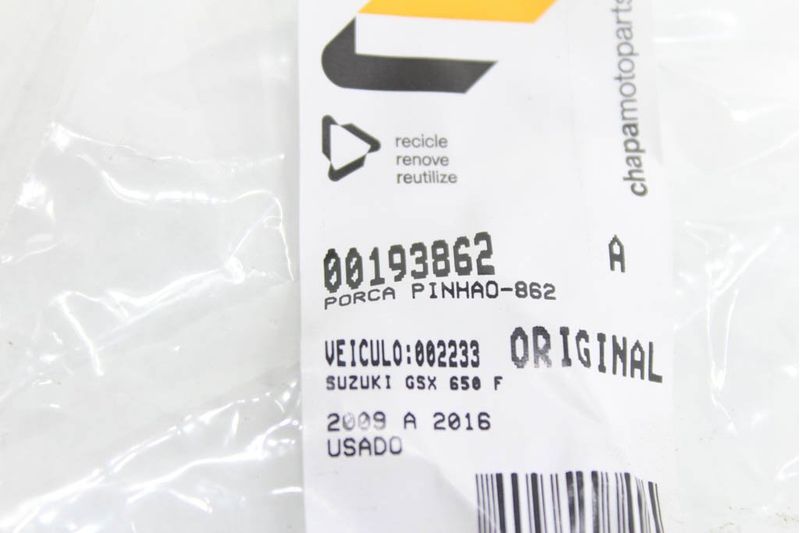 chapamotoparts
recicle
renove
reutilize
00193862 A
PORCA PINHAO-862
VEICULO:002233 ORIGINAL
SUZUKI GSX 650 F
2009 A 2016
USADO